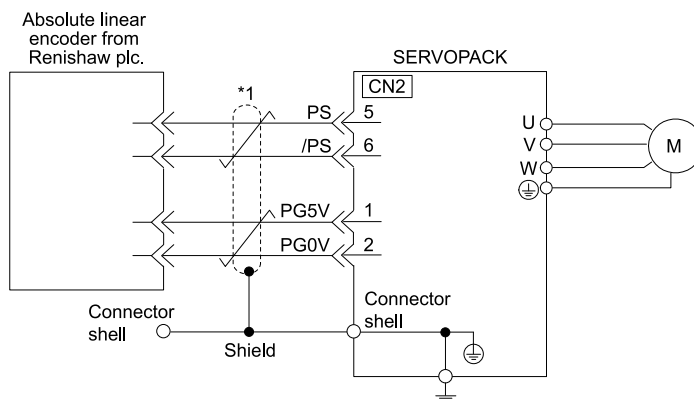 Absolute linear
encoder from
Renishaw plc.
SERVOPACK
*1
CN2
PS
5
/PS
6
PG5V
1
PG0V
2
U
V
W
M
Connector
shell
Shield
Connector
shell